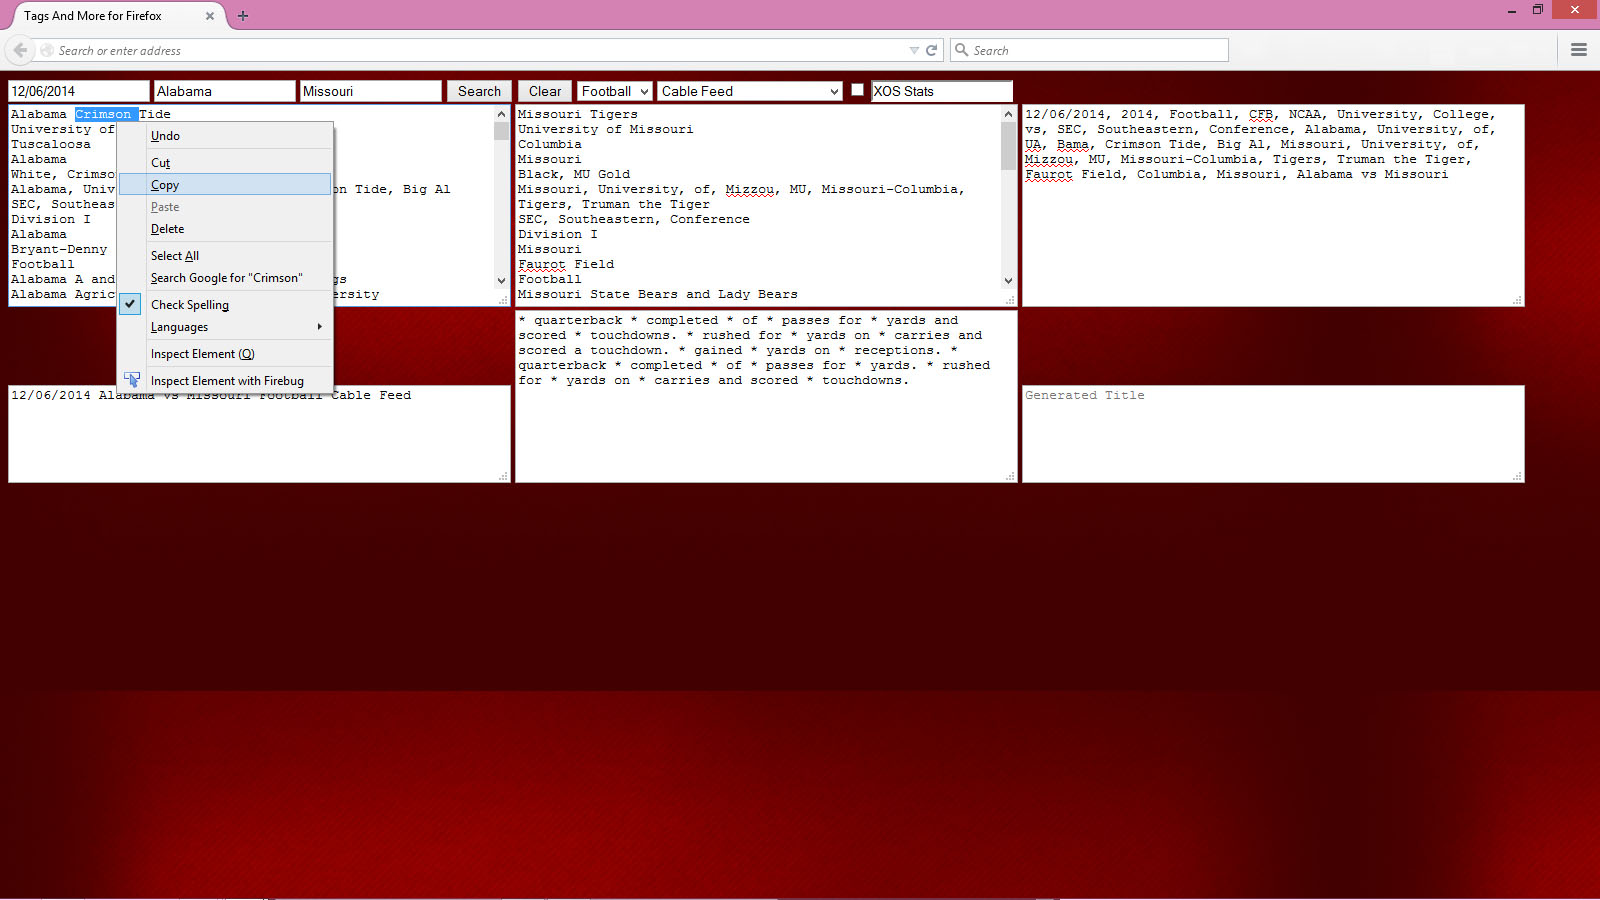 Tags And More for Firefox
Search or enter address
Search
12/06/2014
Alabama
Missouri
Search
Clear
Football
Cable Feed
XOS Stats
Alabama Crimson Tide
University of
Tuscaloosa
Alabama
White, Crimso
Alabama, Univ on Tide, Big Al
SEC, Southeas
Division I
Alabama
Bryant-Denny
Football
Alabama A and gs
Alabama Agric ersity
Undo
Cut
Copy
Paste
Delete
Select All
Search Google for "Crimson"
Check Spelling
Languages
Inspect Element (Q)
Inspect Element with Firebug
Missouri Tigers
University of Missouri
Columbia
Missouri
Black, MU Gold
Missouri, University, of, Mizzou, MU, Missouri-Columbia,
Tigers, Truman the Tiger
SEC, Southeastern, Conference
Division I
Missouri
Faurot Field
Football
Missouri State Bears and Lady Bears
12/06/2014, 2014, Football, CFB, NCAA, University, College,
vs, SEC, Southeastern, Conference, Alabama, University, of,
UA, Bama, Crimson Tide, Big Al, Missouri, University, of,
Mizzou, MU, Missouri-Columbia, Tigers, Truman the Tiger,
Faurot Field, Columbia, Missouri, Alabama vs Missouri
* quarterback * completed * of * passes for * yards and
scored * touchdowns. * rushed for * yards on * carries and
scored a touchdown. * gained * yards on * receptions. *
quarterback * completed * of * passes for * yards. * rushed
for * yards on * carries and scored * touchdowns.
12/06/2014 Alabama vs Missouri Football Cable Feed
Generated Title